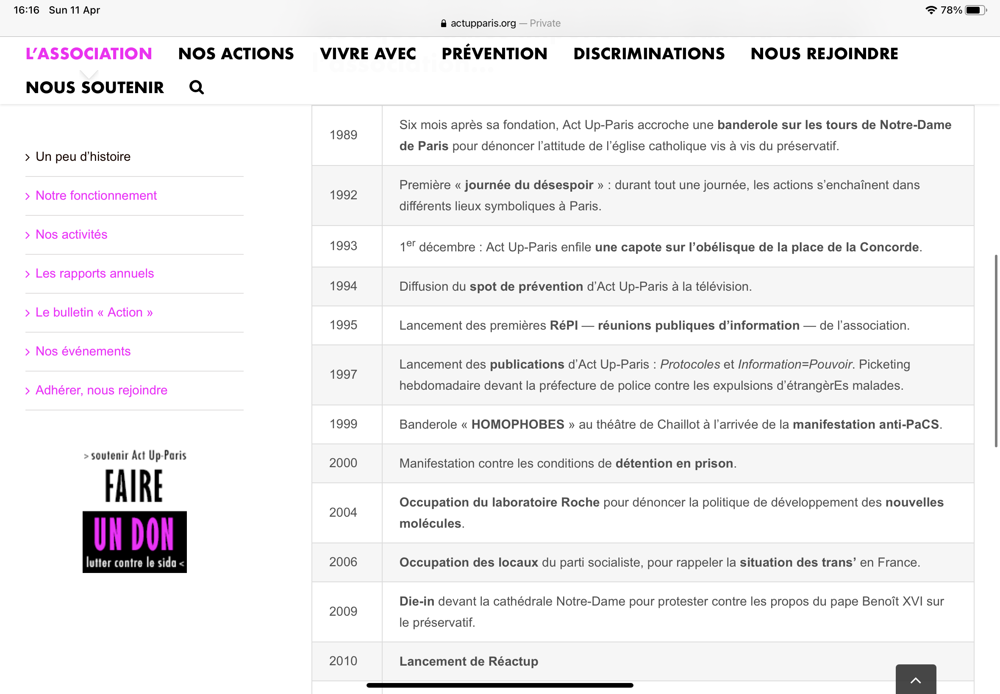 16:16 Sun 11 Apr
78%
actupparis.org — Private
L’ASSOCIATION NOS ACTIONS VIVRE AVEC PRÉVENTION DISCRIMINATIONS NOUS REJOINDRE
l’association...
NOUS SOUTENIR
> Un peu d’histoire
> Notre fonctionnement
> Nos activités
> Les rapports annuels
> Le bulletin « Action »
> Nos événements
> Adhérer, nous rejoindre
> soutenir Act Up-Paris
FAIRE
UN DON
lutter contre le sida <
1989
Six mois après sa fondation, Act Up-Paris accroche une banderole sur les tours de Notre-Dame
de Paris pour dénoncer l’attitude de l’église catholique vis à vis du préservatif.
1992
Première « journée du désespoir » : durant tout une journée, les actions s’enchaînent dans
différents lieux symboliques à Paris.
1993
1er décembre : Act Up-Paris enfile une capote sur l’obélisque de la place de la Concorde.
1994
Diffusion du spot de prévention d’Act Up-Paris à la télévision.
1995
Lancement des premières RéPI — réunions publiques d’information — de l’association.
1997
Lancement des publications d’Act Up-Paris : Protocoles et Information=Pouvoir. Picketing
hebdomadaire devant la préfecture de police contre les expulsions d’étrangèrEs malades.
1999
Banderole « HOMOPHOBES » au théâtre de Chaillot à l’arrivée de la manifestation anti-PaCS.
2000
Manifestation contre les conditions de détention en prison.
2004
Occupation du laboratoire Roche pour dénoncer la politique de développement des nouvelles
molécules.
2006
Occupation des locaux du parti socialiste, pour rappeler la situation des trans’ en France.
2009
Die-in devant la cathédrale Notre-Dame pour protester contre les propos du pape Benoît XVI sur
le préservatif.
2010
Lancement de Réactup